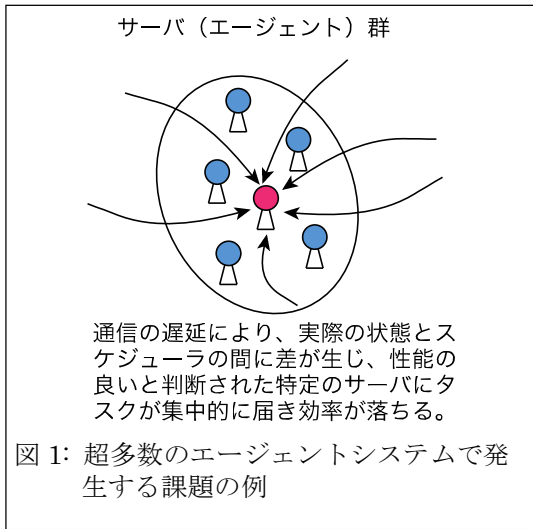 サーバ（エージェント）群
通信の遅延により、実際の状態とス
ケジューラの間に差が生じ、性能の
良いと判断された特定のサーバにタ
スクが集中的に届き効率が落ちる。
図 1: 超多数のエージェントシステムで発
生する課題の例